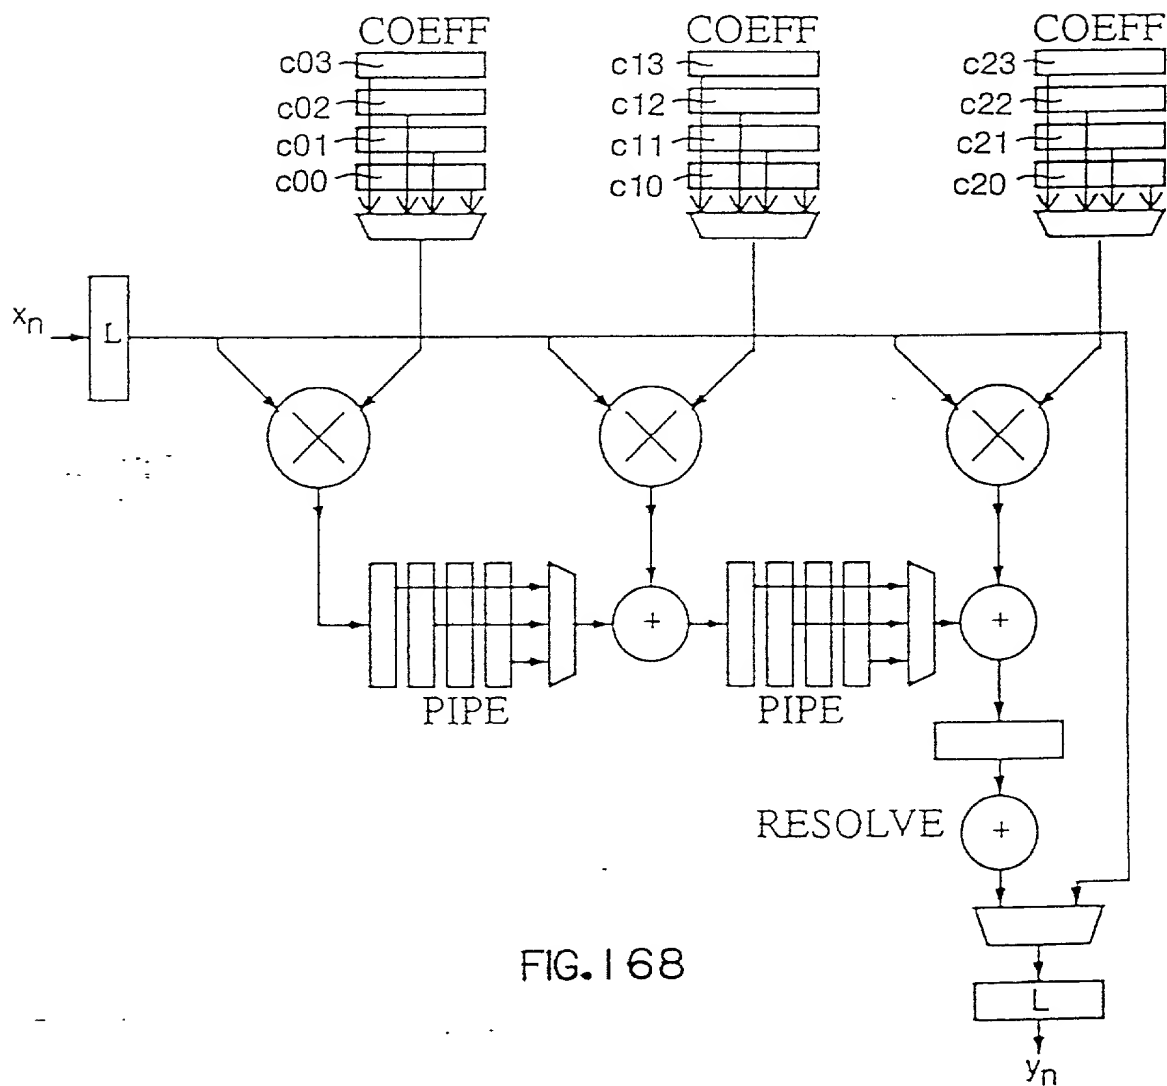 COEFF COEFF COEFF
c03 c13 c23
c02 c12 c22
c01 c11 c21
c00 c10 c20
xn L
+ +
PIPE PIPE
RESOLVE +
FIG.168
L
yn